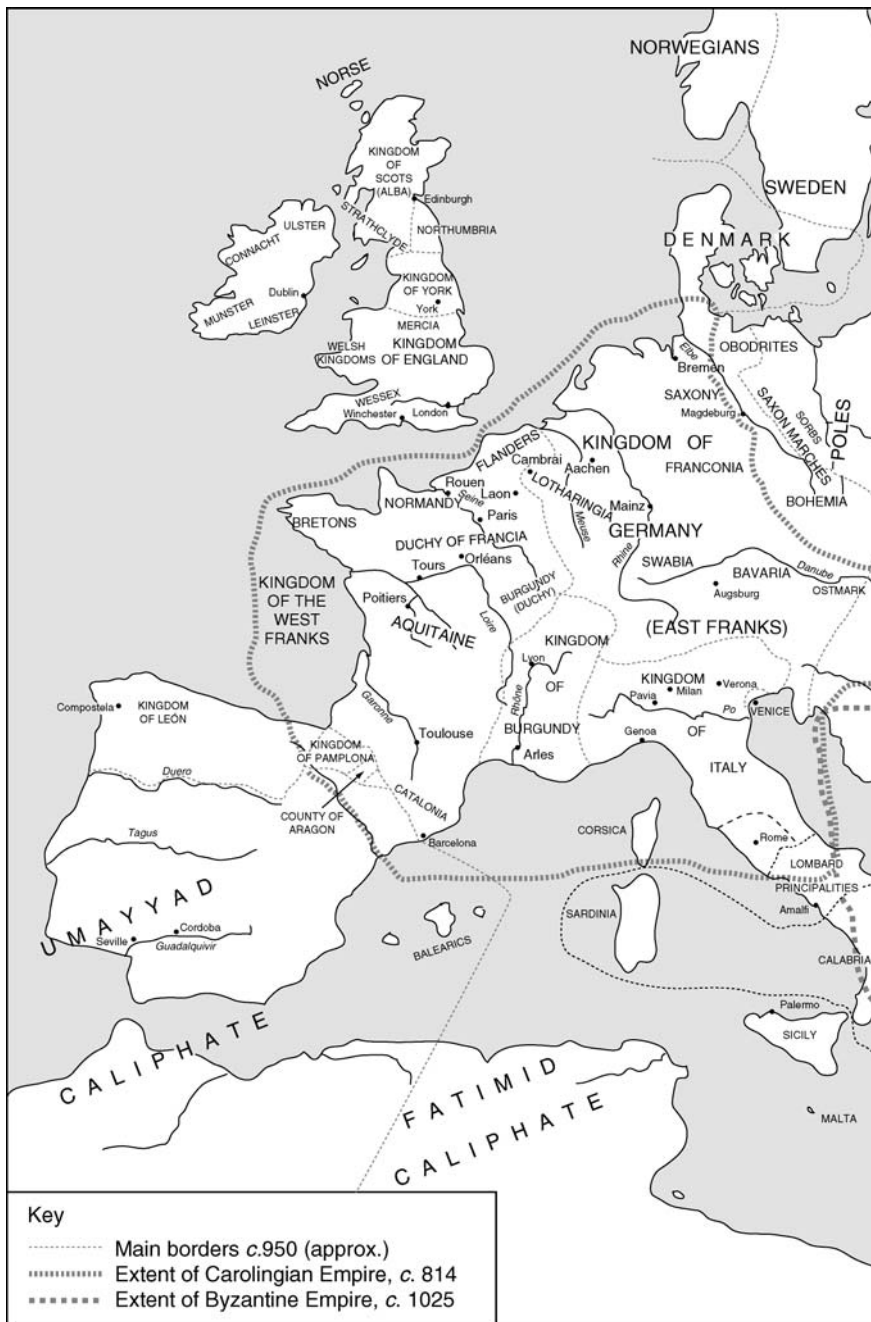 NORWEGIANS
NORSE
KINGDOM
OF
SCOTS
(ALBA)
Edinburgh
SWEDEN
STRATHCLYDE
NORTHUMBRIA
ULSTER
CONNACHT
DENMARK
KINGDOM
OF YORK
York
Dublin
MUNSTER
LEINSTER
MERCIA
WELSH
KINGDOMS
KINGDOM
OF ENGLAND
OBODRITES
Elbe
Bremen
SAXONY
WESSEX
Winchester
London
Magdeburg
SAXON MARCHES
SORBS
POLES
FLANDERS
Cambrai
Aachen
KINGDOM OF
FRANCONIA
Rouen
NORMANDY
Seine
Laon
LOTHARINGIA
Mainz
BOHEMIA
Paris
Meuse
BRETONS
GERMANY
DUCHY OF FRANCIA
Orléans
Rhine
SWABIA
BAVARIA
Danube
Tours
Augsburg
OSTMARK
KINGDOM
OF THE
WEST
FRANKS
BURGUNDY
(DUCHY)
Poitiers
AQUITAINE
Loire
(EAST FRANKS)
KINGDOM
Lyon
OF
BURGUNDY
Rhône
Arles
KINGDOM
Milan
Verona
Pavia
Po
VENICE
Genoa
OF
ITALY
Compostela
KINGDOM
OF LEÓN
Garonne
Toulouse
KINGDOM
OF PAMPLONA
Duero
COUNTY OF
ARAGON
CATALONIA
Barcelona
Tagus
CORSICA
Rome
LOMBARD
PRINCIPALITIES
Amalfi
SARDINIA
UMAYYAD
Cordoba
Seville
Guadalquivir
BALEARICS
CALABRIA
Palermo
SICILY
CALIPHATE
FATIMID
CALIPHATE
MALTA
Key
Main borders c.950 (approx.)
Extent of Carolingian Empire, c. 814
Extent of Byzantine Empire, c. 1025